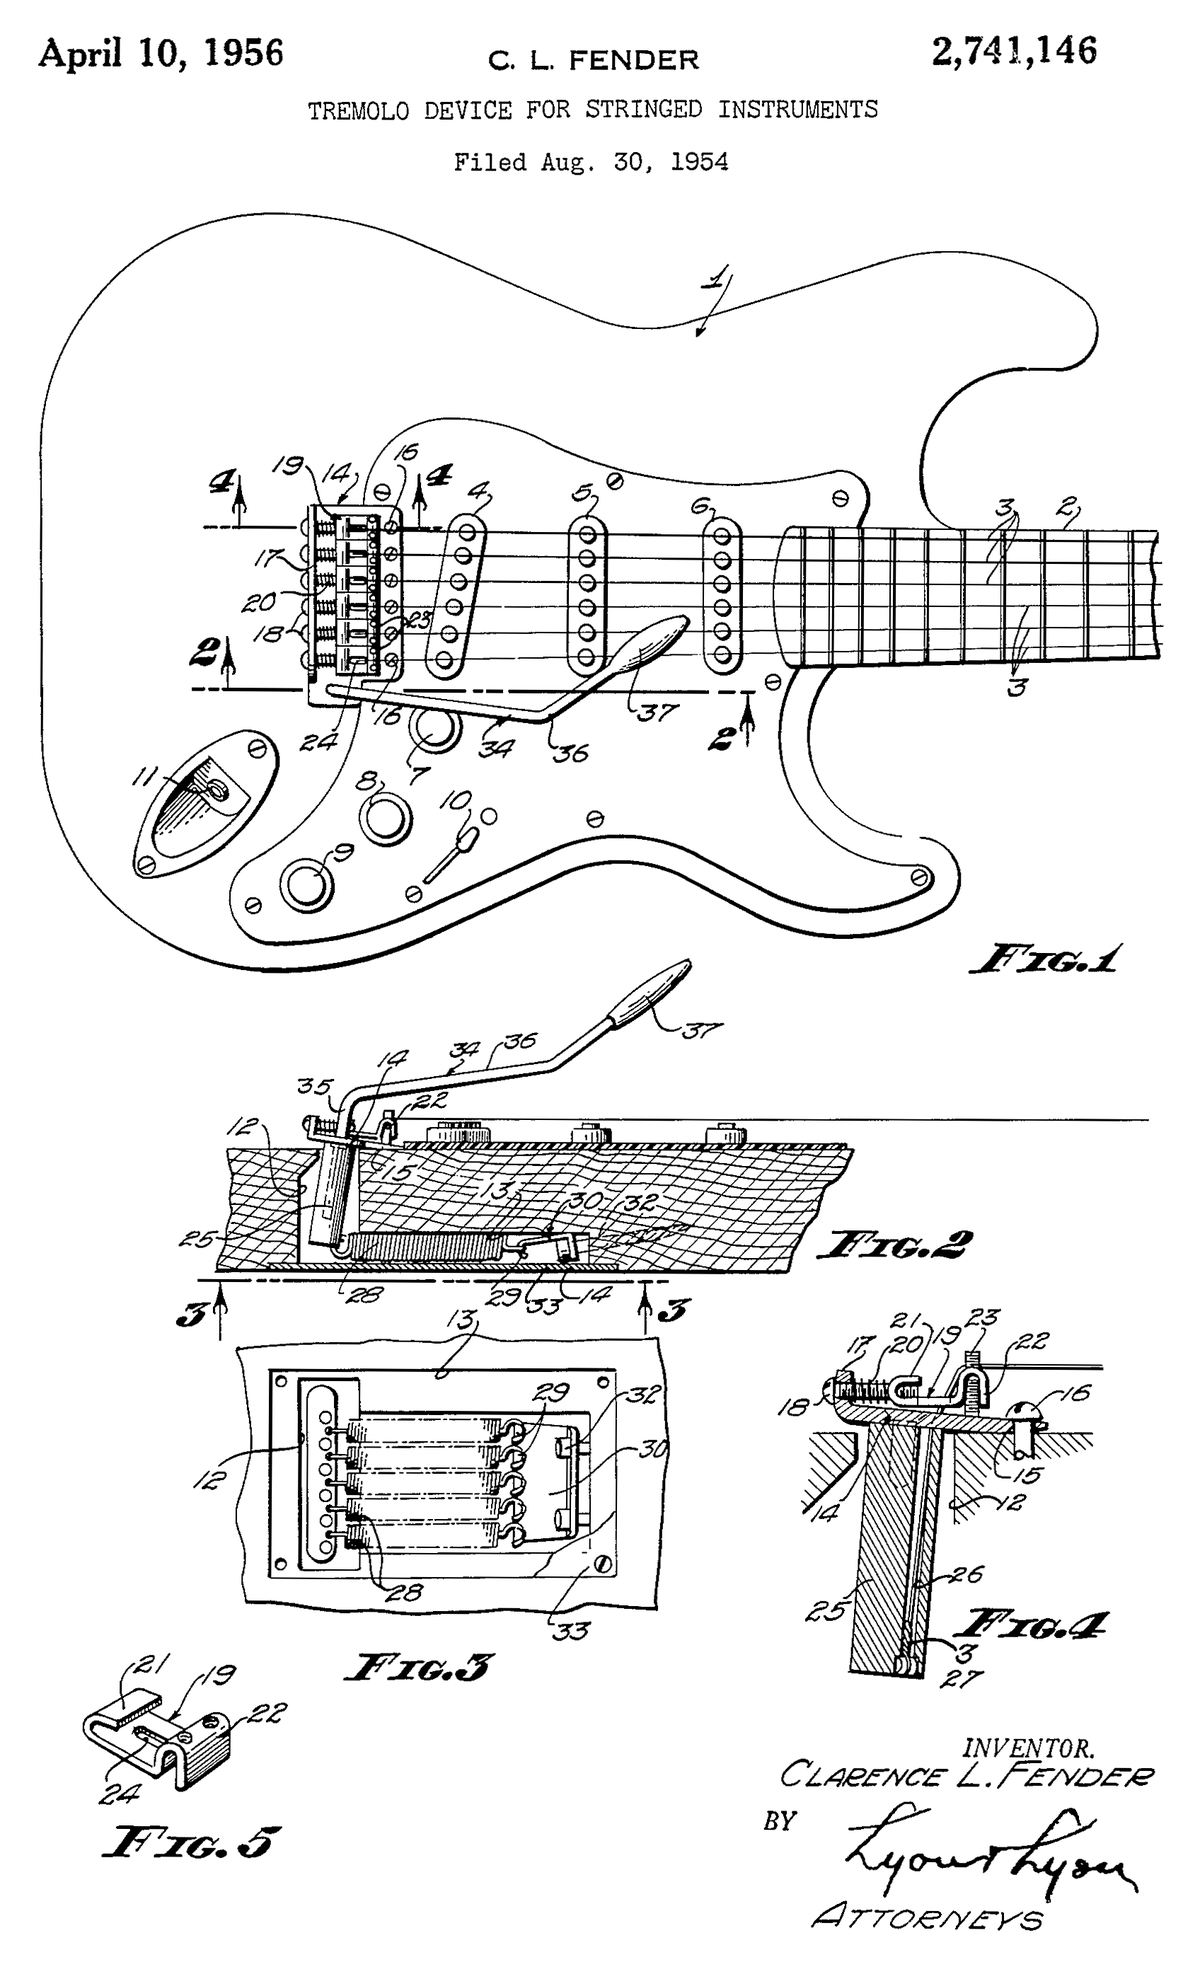 April 10, 1956 C. L. FENDER 2,741,146
TREMOLO DEVICE FOR STRINGED INSTRUMENTS
Filed Aug. 30, 1954
1
19 14 16
4 4 4 5 6 3 2
17
20
18 23
2 3
24 16 34 36 37
2
7
11 8 10
9
FIG.1
37
34 36
14
35 22
12
15 13 30 32
25
FIG.2
28 29 33 14
3 3
13
29 32
12 30
28
33
FIG.3
21 23
17 20 19 22
18 16
15
14 12
26
25
FIG.4
3
27
21 19
22
24
FIG.5
INVENTOR.
CLARENCE L. FENDER
BY
Lyon & Lyon
ATTORNEYS